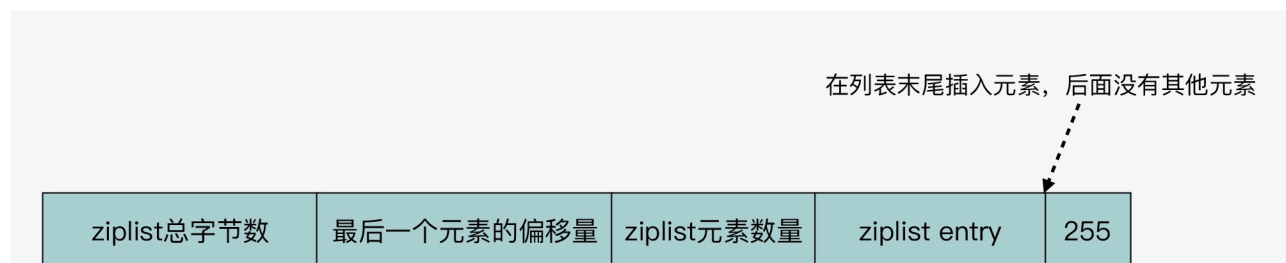 在列表末尾插入元素，后面没有其他元素
ziplist总字节数 最后一个元素的偏移量 ziplist元素数量 ziplist entry 255